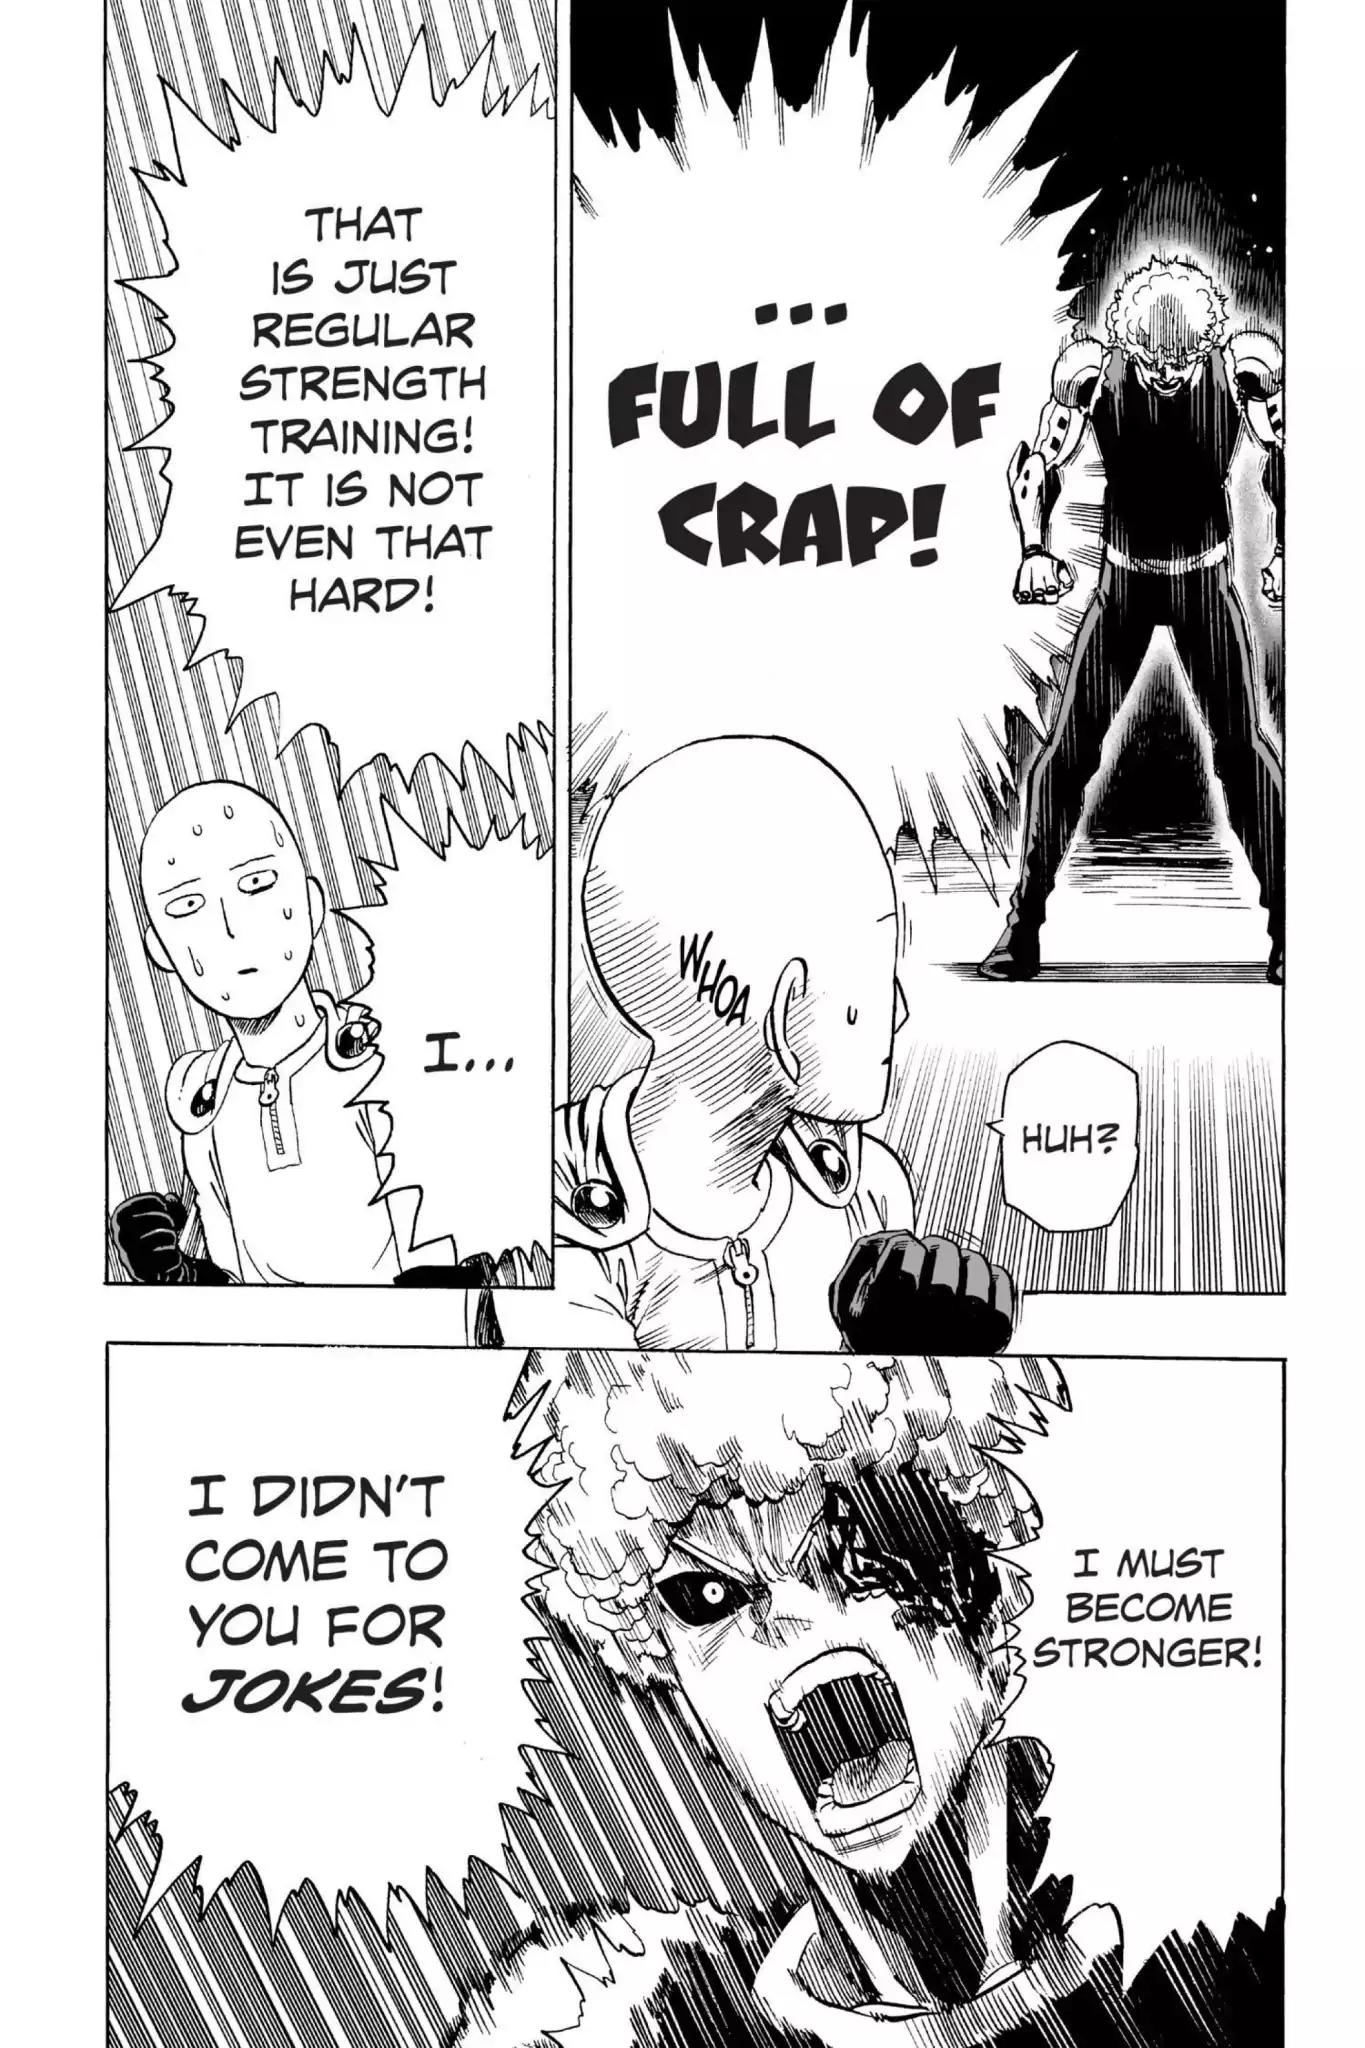 ...
FULL OF
CRAP!
WHOA
HUH?
THAT
IS JUST
REGULAR
STRENGTH
TRAINING!
IT IS NOT
EVEN THAT
HARD!
I...
I MUST
BECOME
STRONGER!
I DIDN'T
COME TO
YOU FOR
JOKES!